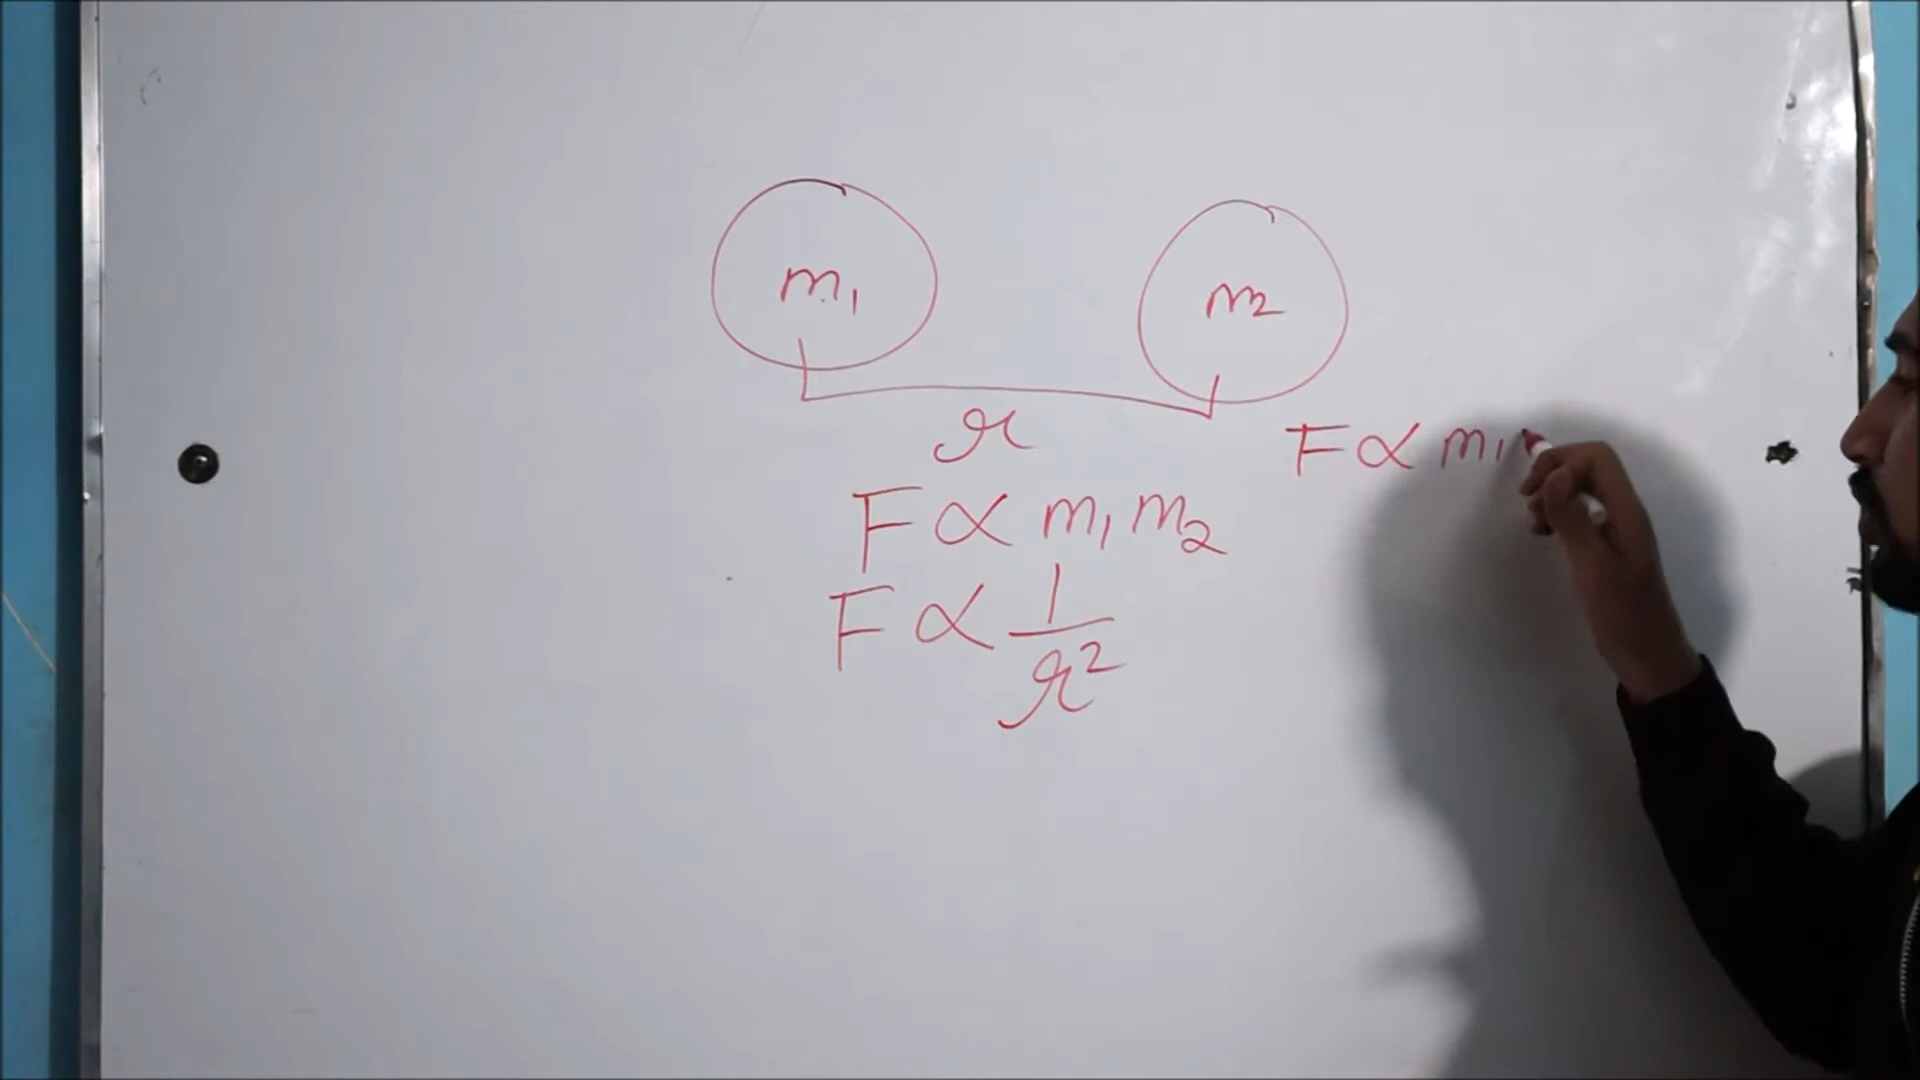 m₁
m₂
r
F ∝ m₁
F ∝ m₁ m₂
F ∝ 1/r²